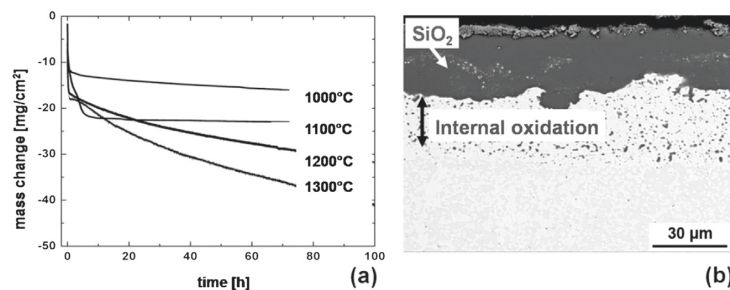 0
-10
-20
-30
-40
-50
mass change [mg/cm²]
1000°C
1100°C
1200°C
1300°C
0
20
40
60
80
100
time [h]
(a)
SiO₂
Internal oxidation
30 µm
(b)